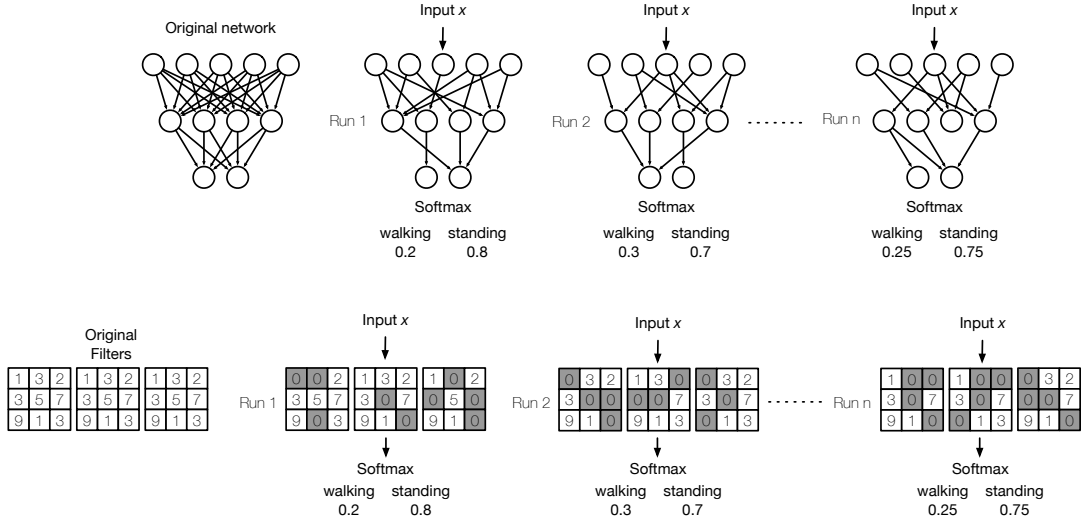 Original network
Input x
Input x
Input x
Run 1
Run 2
Run n
Softmax
Softmax
Softmax
walking standing
0.2 0.8
walking standing
0.3 0.7
walking standing
0.25 0.75
Original
Filters
1 3 2 1 3 2 1 3 2
3 5 7 3 5 7 3 5 7
9 1 3 9 1 3 9 1 3
Input x
Run 1
0 0 2 1 3 2 1 0 2
3 5 7 3 0 7 0 5 0
9 0 3 9 1 0 9 1 0
Softmax
walking standing
0.2 0.8
Input x
Run 2
0 3 2 1 3 0 0 3 2
3 0 0 0 0 7 3 0 7
9 1 0 9 1 3 0 1 3
Softmax
walking standing
0.3 0.7
Input x
Run n
1 0 0 1 0 0 0 3 2
3 0 7 3 0 7 0 0 7
9 1 0 0 1 0 9 1 0
Softmax
walking standing
0.25 0.75